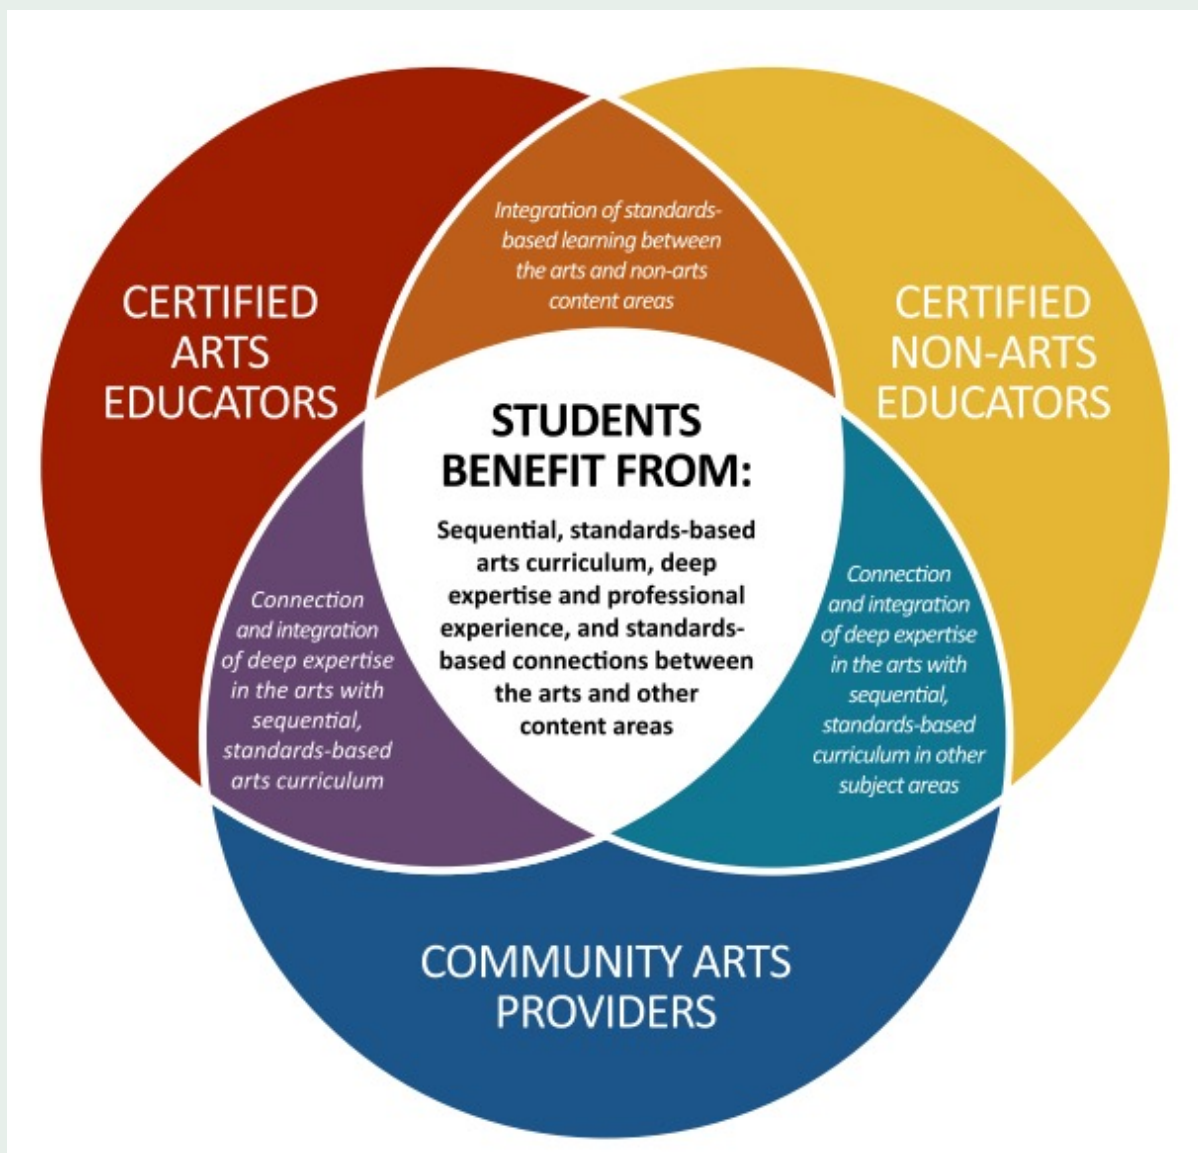 Integration of standards-
based learning between
the arts and non-arts
content areas
CERTIFIED
ARTS
EDUCATORS
CERTIFIED
NON-ARTS
EDUCATORS
STUDENTS
BENEFIT FROM:
Sequential, standards-based
arts curriculum, deep
expertise and professional
experience, and standards-
based connections between
the arts and other
content areas
Connection
and integration
of deep expertise
in the arts with
sequential,
standards-based
arts curriculum
Connection
and integration
of deep expertise
in the arts with
sequential,
standards-based
curriculum in other
subject areas
COMMUNITY ARTS
PROVIDERS